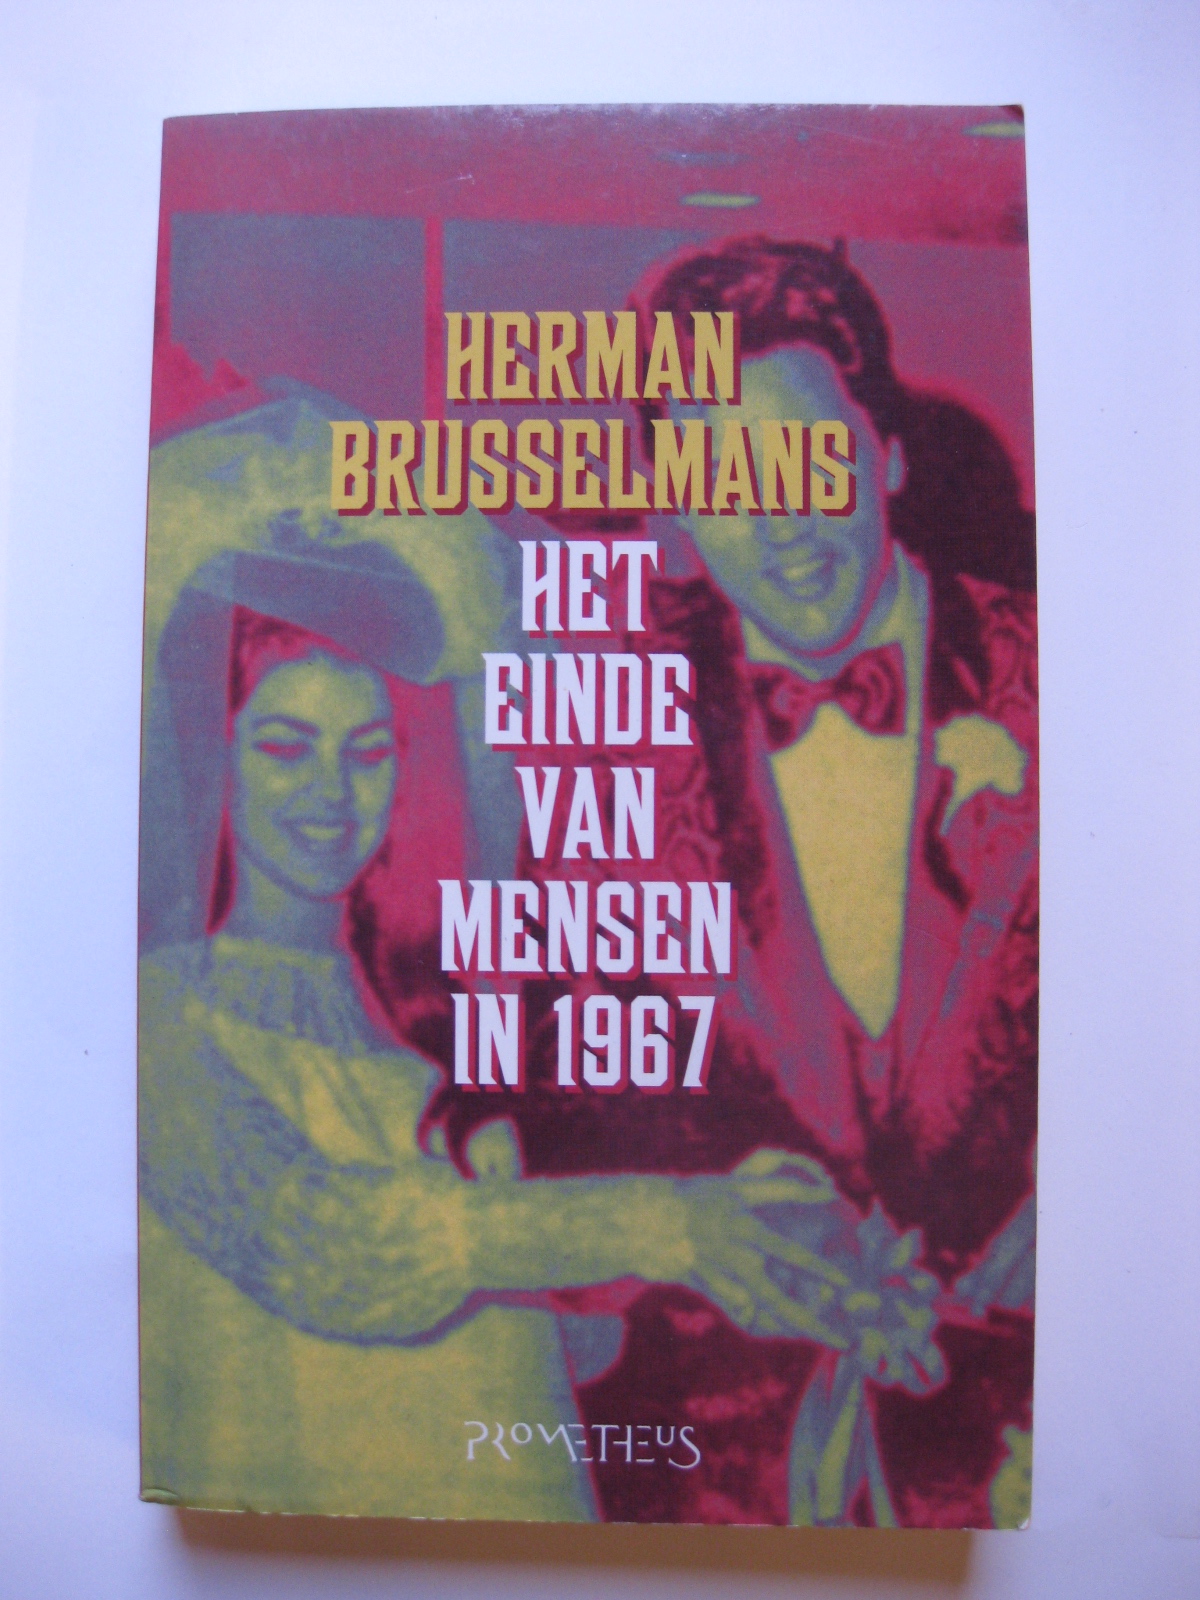 HERMAN
BRUSSELMANS
HET
EINDE
VAN
MENSEN
IN 1967
PROMETHEUS